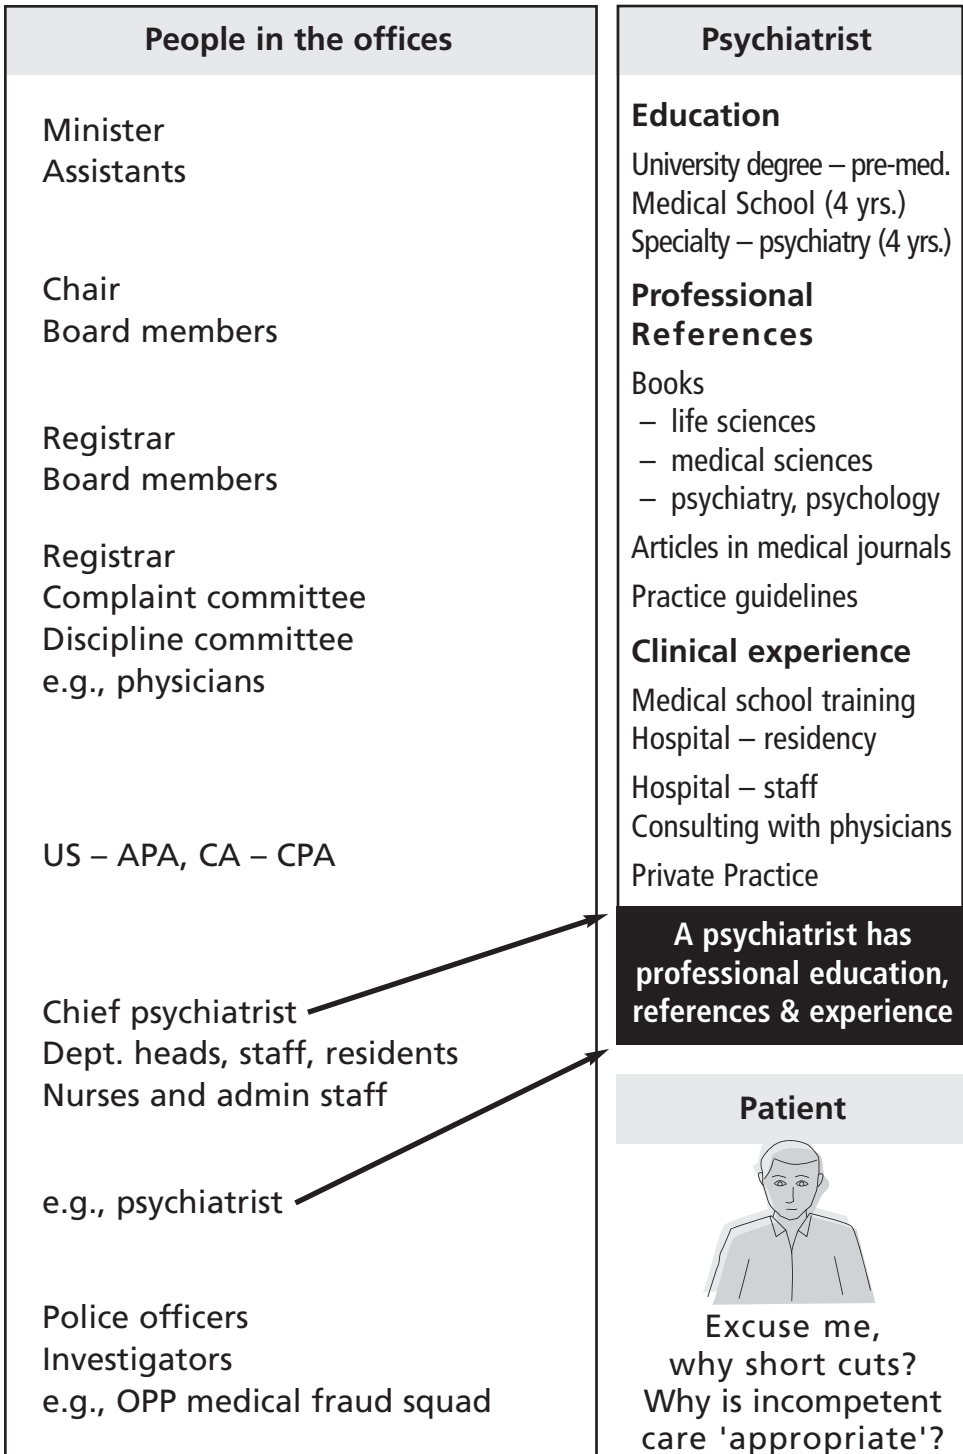 People in the offices
Minister
Assistants
Chair
Board members
Registrar
Board members
Registrar
Complaint committee
Discipline committee
e.g., physicians
US – APA, CA – CPA
Chief psychiatrist
Dept. heads, staff, residents
Nurses and admin staff
e.g., psychiatrist
Police officers
Investigators
e.g., OPP medical fraud squad
Psychiatrist
Education
University degree – pre-med.
Medical School (4 yrs.)
Specialty – psychiatry (4 yrs.)
Professional
References
Books
– life sciences
– medical sciences
– psychiatry, psychology
Articles in medical journals
Practice guidelines
Clinical experience
Medical school training
Hospital – residency
Hospital – staff
Consulting with physicians
Private Practice
A psychiatrist has
professional education,
references & experience
Patient
Excuse me,
why short cuts?
Why is incompetent
care 'appropriate'?